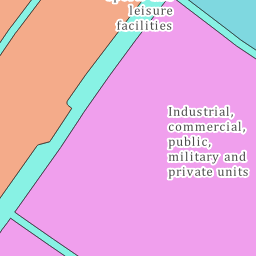 leisure
facilities
Industrial,
commercial,
public,
military and
private units